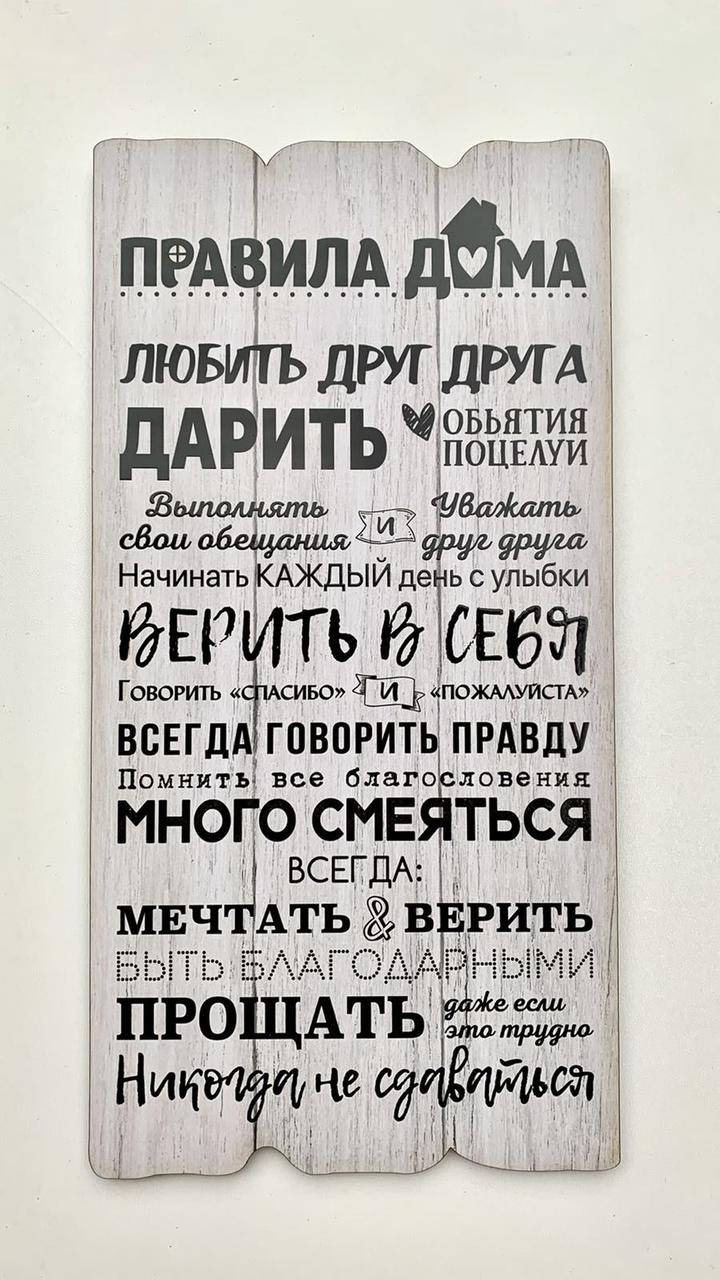 ПРАВИЛА ДОМА
ЛЮБИТЬ ДРУГ ДРУГА
ДАРИТЬ ОБЬЯТИЯ
ПОЦЕЛУИ
Выполнять свои обещания И Уважать друг друга
Начинать КАЖДЫЙ день с улыбки
ВЕРИТЬ В СЕБЯ
Говорить «спасибо» И «пожалуйста»
ВСЕГДА ГОВОРИТЬ ПРАВДУ
Помнить все благословения
МНОГО СМЕЯТЬСЯ
ВСЕГДА:
МЕЧТАТЬ & ВЕРИТЬ
БЫТЬ БЛАГОДАРНЫМИ
ПРОЩАТЬ даже если
это трудно
Никогда не сдаваться